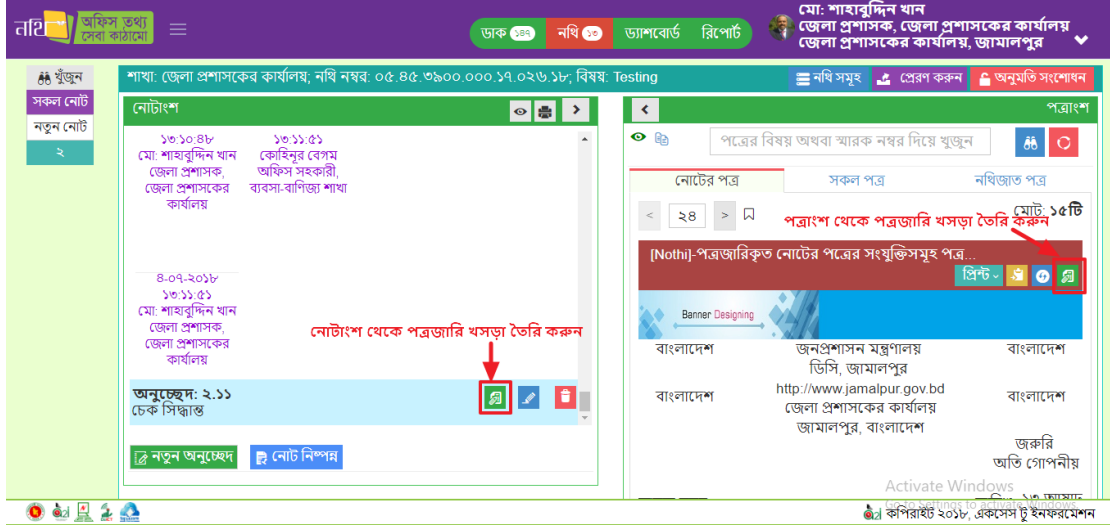 নথি অফিস তথ্য
সেবা কাঠামো
ডাক ১৪৭ নথি ১৩ ড্যাশবোর্ড রিপোর্ট
মো: শাহাবুদ্দিন খান
জেলা প্রশাসক, জেলা প্রশাসকের কার্যালয়
জেলা প্রশাসকের কার্যালয়, জামালপুর
খুঁজুন
সকল নোট
নতুন নোট
২
শাখা: জেলা প্রশাসকের কার্যালয়; নথি নম্বর: ০৫.৪৫.৩৯০০.০০০.১৭.০২৬.১৮; বিষয়: Testing
নথি সমূহ প্রেরণ করুন অনুমতি সংশোধন
নোটাংশ
১৩:১০:৪৮
মো: শাহাবুদ্দিন খান
জেলা প্রশাসক,
জেলা প্রশাসকের
কার্যালয়
১৩:১১:৫১
কোহিনূর বেগম
অফিস সহকারী,
ব্যবসা-বাণিজ্য শাখা
৪-০৭-২০১৮
১৩:১১:৫১
মো: শাহাবুদ্দিন খান
জেলা প্রশাসক,
জেলা প্রশাসকের
কার্যালয়
নোটাংশ থেকে পত্রজারি খসড়া তৈরি করুন
অনুচ্ছেদ: ২.১১
চেক সিদ্ধান্ত
নতুন অনুচ্ছেদ নোট নিষ্পন্ন
পত্রাংশ
পত্রের বিষয় অথবা স্মারক নম্বর দিয়ে খুজুন
নোটের পত্র সকল পত্র নথিজাত পত্র
< ২৪ > মোট: ১৫টি
পত্রাংশ থেকে পত্রজারি খসড়া তৈরি করুন
[Nothi]-পত্রজারিকৃত নোটের পত্রের সংযুক্তিসমূহ পত্র...
প্রিন্ট
Banner Designing
বাংলাদেশ জনপ্রশাসন মন্ত্রণালয় বাংলাদেশ
ডিসি, জামালপুর
বাংলাদেশ http://www.jamalpur.gov.bd বাংলাদেশ
জেলা প্রশাসকের কার্যালয়
জামালপুর, বাংলাদেশ
জরুরি
অতি গোপনীয়
Activate Windows
Go to Settings to activate Windows.
কপিরাইট ২০১৮, একসেস টু ইনফরমেশন